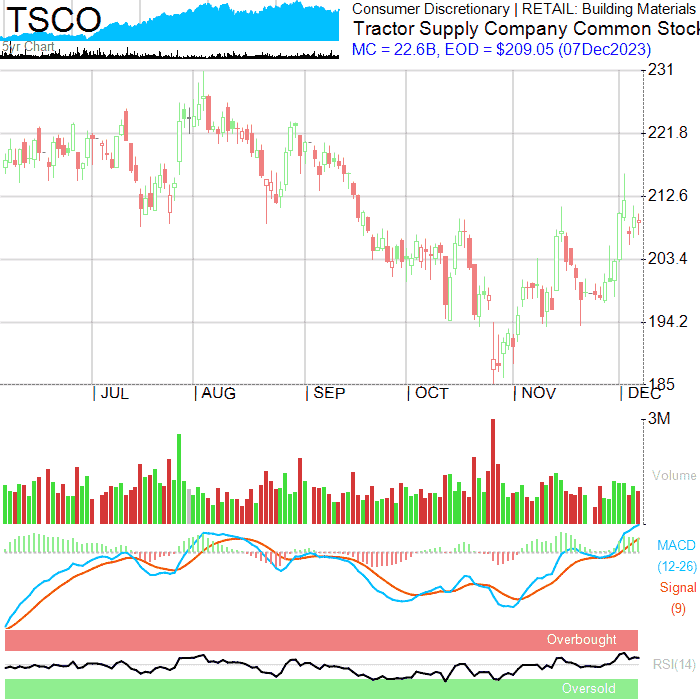 TSCO
5yr Chart
Consumer Discretionary | RETAIL: Building Materials
Tractor Supply Company Common Stock
MC = 22.6B, EOD = $209.05 (07Dec2023)
231
221.8
212.6
203.4
194.2
185
| JUL | AUG | SEP | OCT | NOV | DEC
3M
Volume
MACD
(12-26)
Signal
(9)
Overbought
RSI(14)
Oversold